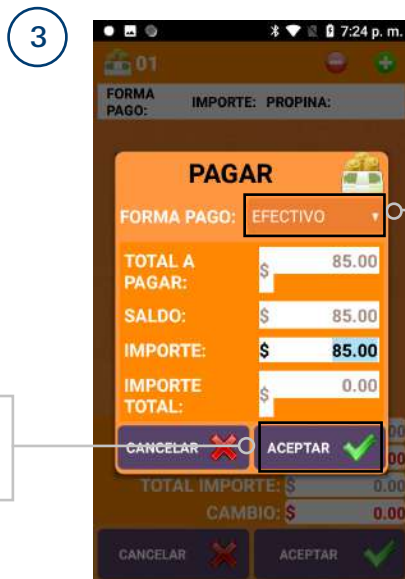 3
7:24 p. m.
01
FORMA PAGO: IMPORTE: PROPINA:
PAGAR
FORMA PAGO: EFECTIVO
TOTAL A PAGAR: $ 85.00
SALDO: $ 85.00
IMPORTE: $ 85.00
IMPORTE TOTAL: $ 0.00
CANCELAR ACEPTAR
TOTAL IMPORTE: $ 0.00
CAMBIO: $ 0.00
CANCELAR ACEPTAR